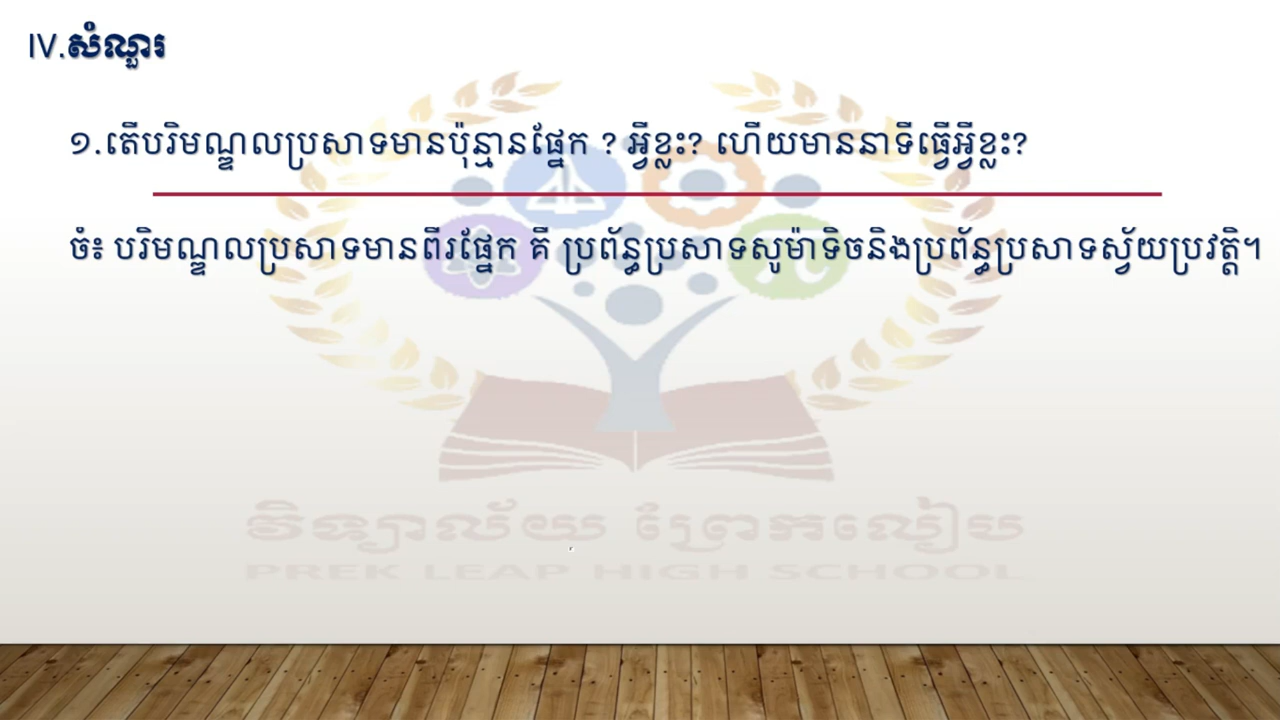 IV.សំណួរ
១.តើបរិមណ្ឌលប្រសាទមានប៉ុន្មានផ្នែក ? អ្វីខ្លះ? ហើយមាននាទីធ្វើអ្វីខ្លះ?
ចំ៖ បរិមណ្ឌលប្រសាទមានពីរផ្នែក គឺ ប្រព័ន្ធប្រសាទសូម៉ាទិចនិងប្រព័ន្ធប្រសាទស្វ័យប្រវត្តិ។
វិទ្យាល័យ ព្រែកលៀប
PREK LEAP HIGH SCHOOL